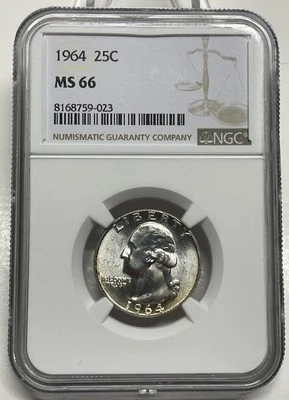 1964 25C
MS 66
8168759-023
NUMISMATIC GUARANTY COMPANY
NGC
LIBERTY
IN GOD WE
TRUST
1964